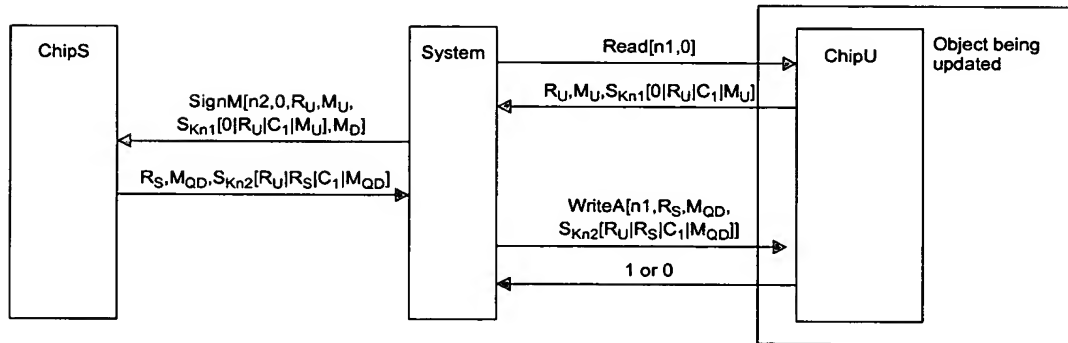 ChipS
System
Read[n1,0]
ChipU
Object being
updated
R_U,M_U,S_Kn1[0|R_U|C_1|M_U]
SignM[n2,0,R_U,M_U,
S_Kn1[0|R_U|C_1|M_U],M_D]
R_S,M_QD,S_Kn2[R_U|R_S|C_1|M_QD]
WriteA[n1,R_S,M_QD,
S_Kn2[R_U|R_S|C_1|M_QD]]
1 or 0